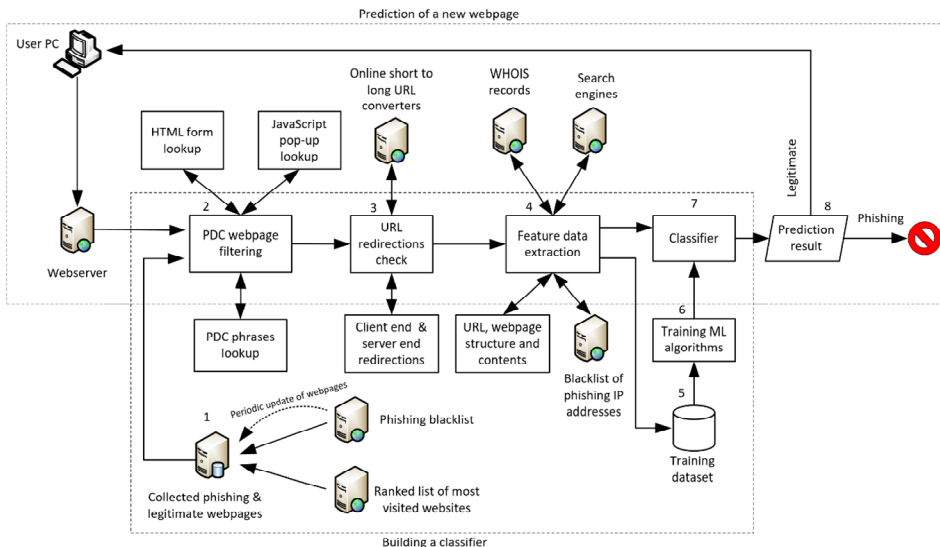 Prediction of a new webpage
User PC
Online short to
long URL
converters
WHOIS
records
Search
engines
HTML form
lookup
JavaScript
pop-up
lookup
Legitimate
2
3
4
7
8
PDC webpage
filtering
URL
redirections
check
Feature data
extraction
Classifier
Prediction
result
Phishing
Webserver
6
PDC phrases
lookup
Client end &
server end
redirections
URL, webpage
structure and
contents
Training ML
algorithms
Blacklist of
phishing IP
addresses
5
Periodic update of webpages
1
Phishing blacklist
Training
dataset
Collected phishing &
legitimate webpages
Ranked list of most
visited websites
Building a classifier